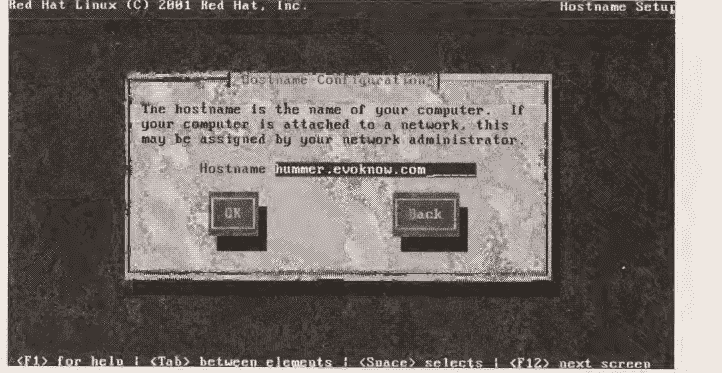 Red Hat Linux (C) 2001 Red Hat, Inc. Hostname Setup
Hostname Configuration
The hostname is the name of your computer. If
your computer is attached to a network, this
may be assigned by your network administrator.
Hostname hummer.evoknow.com
OK Back
<F1> for help | <Tab> between elements | <Space> selects | <F12> next screen